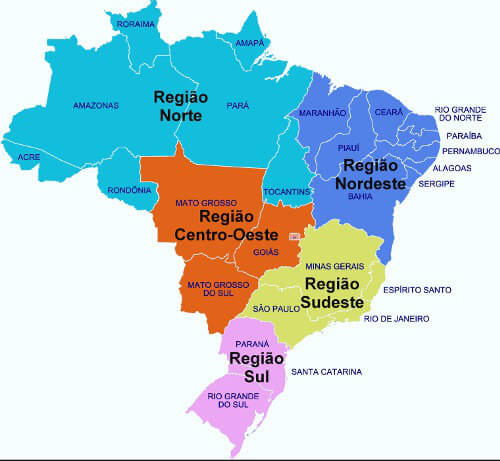 RORAIMA
AMAPÁ
AMAZONAS
Região
Norte
PARÁ
MARANHÃO
CEARÁ
RIO GRANDE
DO NORTE
PARAÍBA
PIAUÍ
PERNAMBUCO
ACRE
Região
Nordeste
ALAGOAS
SERGIPE
RONDÔNIA
TOCANTINS
BAHIA
MATO GROSSO
Região
Centro-Oeste
GOIÁS
MINAS GERAIS
Região
Sudeste
ESPÍRITO SANTO
MATO GROSSO
DO SUL
SÃO PAULO
RIO DE JANEIRO
PARANÁ
Região
Sul
SANTA CATARINA
RIO GRANDE
DO SUL